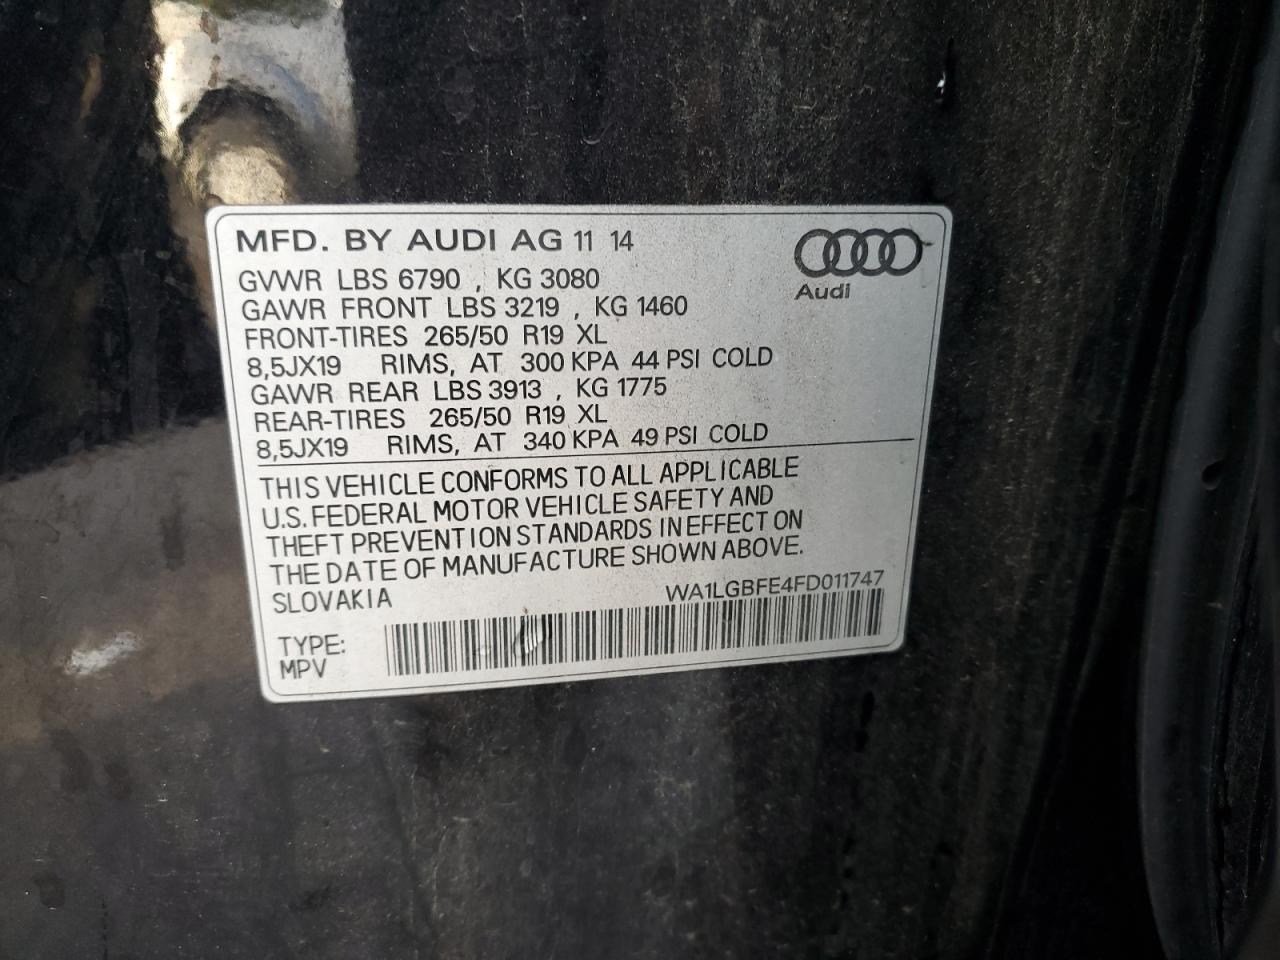 MFD. BY AUDI AG 11 14
Audi
GVWR LBS 6790 , KG 3080
GAWR FRONT LBS 3219 , KG 1460
FRONT-TIRES 265/50 R19 XL
8,5JX19 RIMS, AT 300 KPA 44 PSI COLD
GAWR REAR LBS 3913 , KG 1775
REAR-TIRES 265/50 R19 XL
8,5JX19 RIMS, AT 340 KPA 49 PSI COLD
THIS VEHICLE CONFORMS TO ALL APPLICABLE
U.S. FEDERAL MOTOR VEHICLE SAFETY AND
THEFT PREVENTION STANDARDS IN EFFECT ON
THE DATE OF MANUFACTURE SHOWN ABOVE.
SLOVAKIA WA1LGBFE4FD011747
TYPE:
MPV